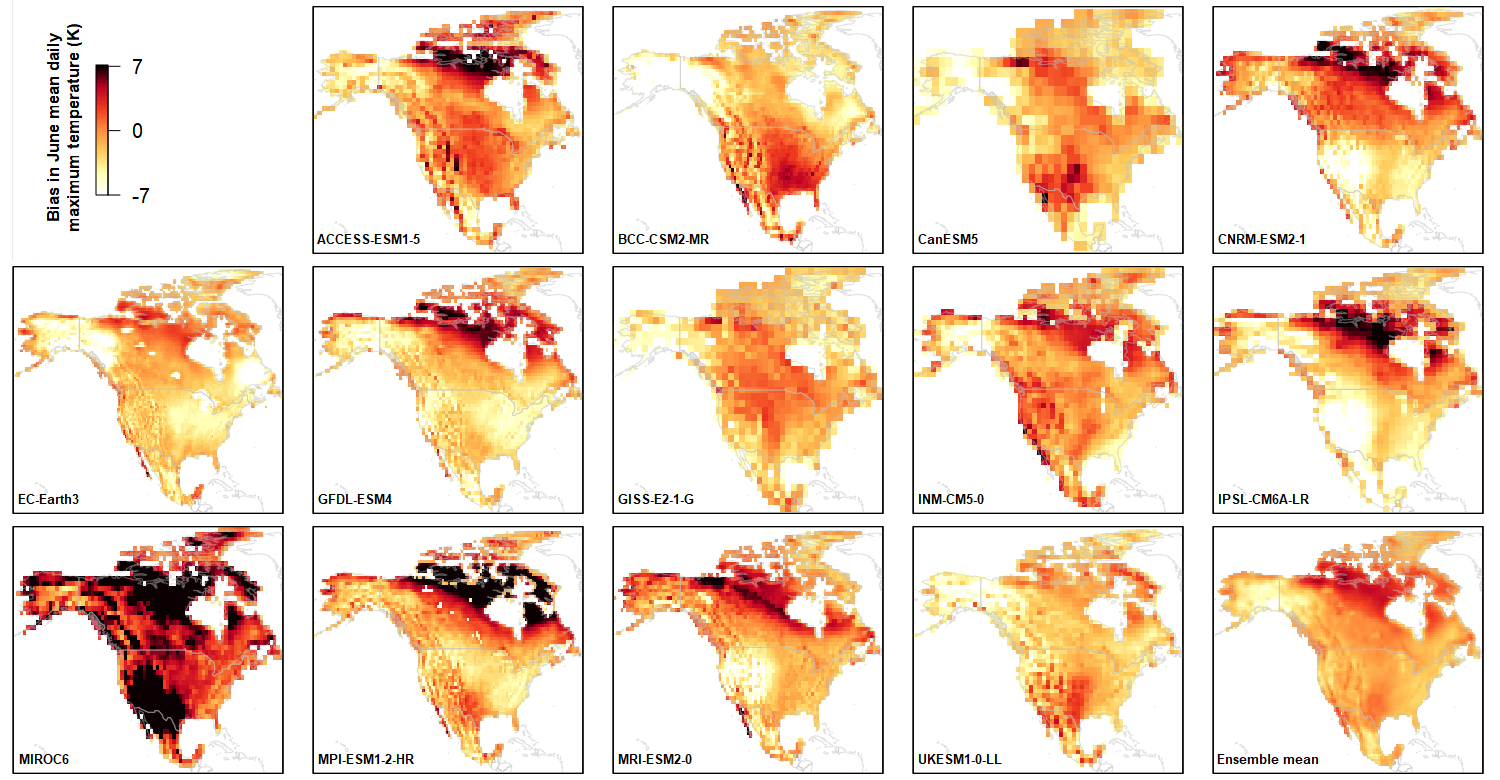 Bias in June mean daily
maximum temperature (K)
7
0
-7
ACCESS-ESM1-5
BCC-CSM2-MR
CanESM5
CNRM-ESM2-1
EC-Earth3
GFDL-ESM4
GISS-E2-1-G
INM-CM5-0
IPSL-CM6A-LR
MIROC6
MPI-ESM1-2-HR
MRI-ESM2-0
UKESM1-0-LL
Ensemble mean